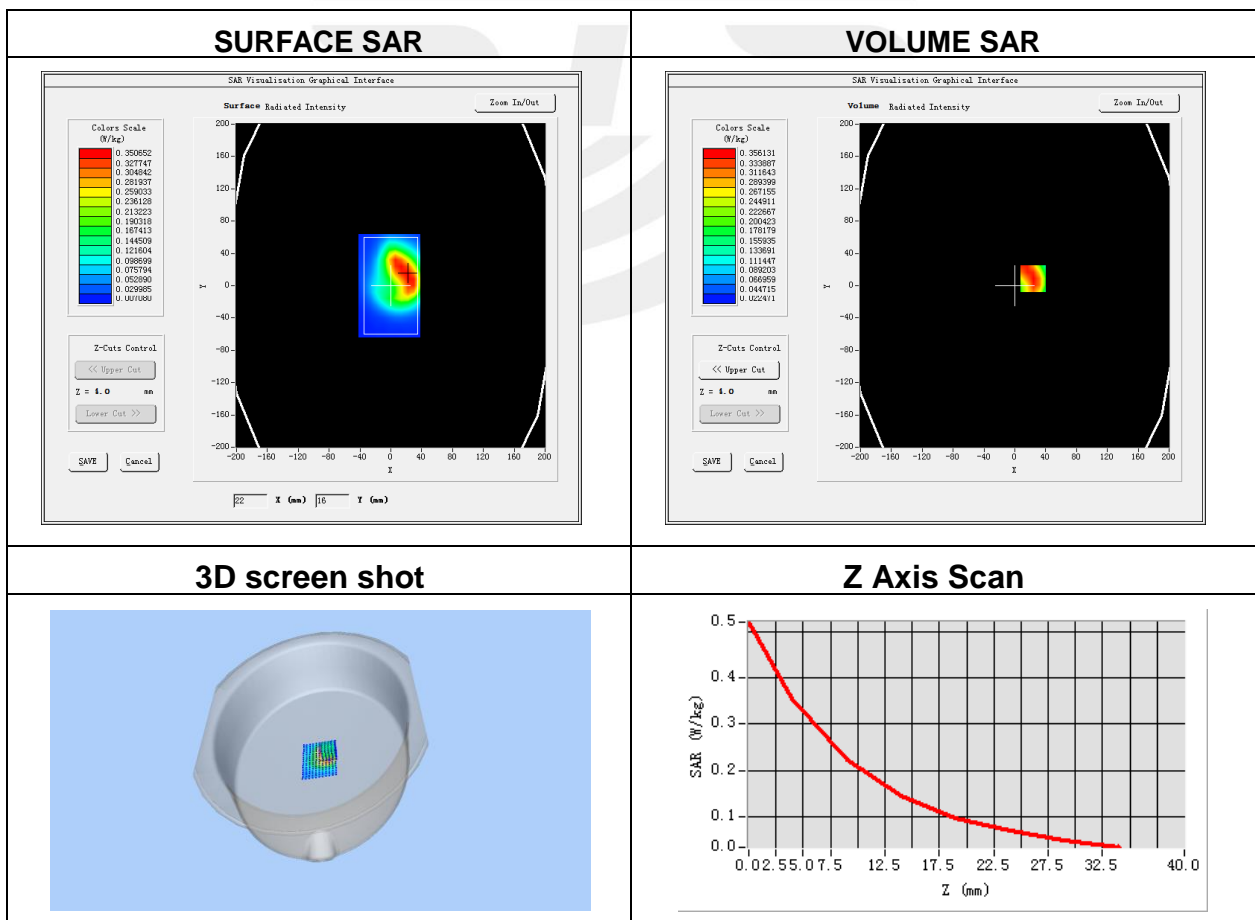 SURFACE SAR
SAR Visualisation Graphical Interface
Surface Radiated Intensity
Zoom In/Out
Colors Scale
(W/kg)
0.350652
0.327747
0.304842
0.281937
0.259033
0.236128
0.213223
0.190318
0.167413
0.144509
0.121604
0.098699
0.075794
0.052890
0.029985
0.007080
Z-Cuts Control
<< Upper Cut
Z = 4.0 mm
Lower Cut >>
SAVE Cancel
200
160
120
80
40
0
-40
-80
-120
-160
-200
Y
-200 -160 -120 -80 -40 0 40 80 120 160 200
X
22 X (mm) 16 Y (mm)
VOLUME SAR
SAR Visualisation Graphical Interface
Volume Radiated Intensity
Zoom In/Out
Colors Scale
(W/kg)
0.356131
0.333887
0.311643
0.289399
0.267155
0.244911
0.222667
0.200423
0.178179
0.155935
0.133691
0.111447
0.089203
0.066959
0.044715
0.022471
Z-Cuts Control
<< Upper Cut
Z = 4.0 mm
Lower Cut >>
SAVE Cancel
200
160
120
80
40
0
-40
-80
-120
-160
-200
Y
-200 -160 -120 -80 -40 0 40 80 120 160 200
X
3D screen shot
Z Axis Scan
0.5
0.4
0.3
0.2
0.1
0.0
SAR (W/kg)
0.0 2.5 5.0 7.5 12.5 17.5 22.5 27.5 32.5 40.0
Z (mm)